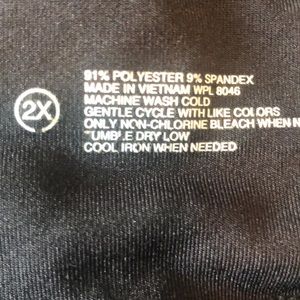 2X
91% POLYESTER 9% SPANDEX
MADE IN VIETNAM WPL 8046
MACHINE WASH COLD
GENTLE CYCLE WITH LIKE COLORS
ONLY NON-CHLORINE BLEACH WHEN N
UMBLE DRY LOW
COOL IRON WHEN NEEDED